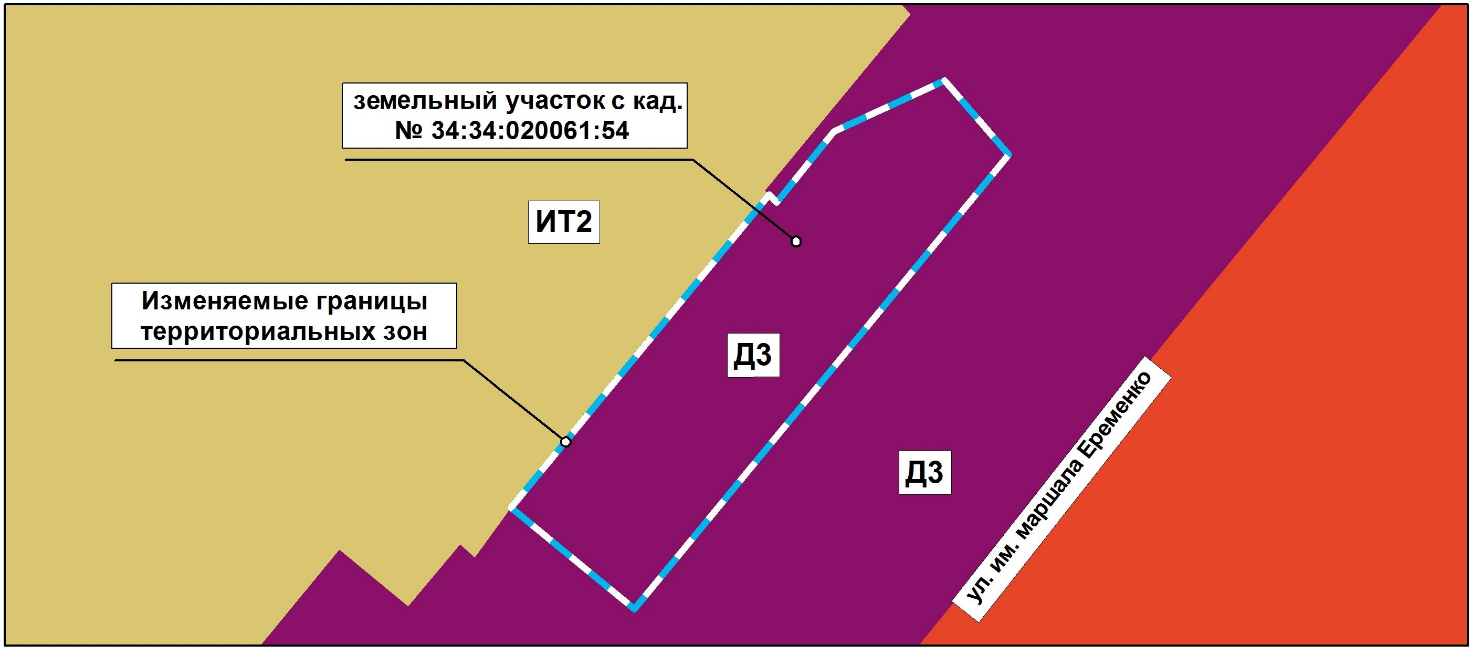 земельный участок с кад.
№ 34:34:020061:54
ИТ2
Изменяемые границы
территориальных зон
Д3
Д3
ул. им. маршала Еременко